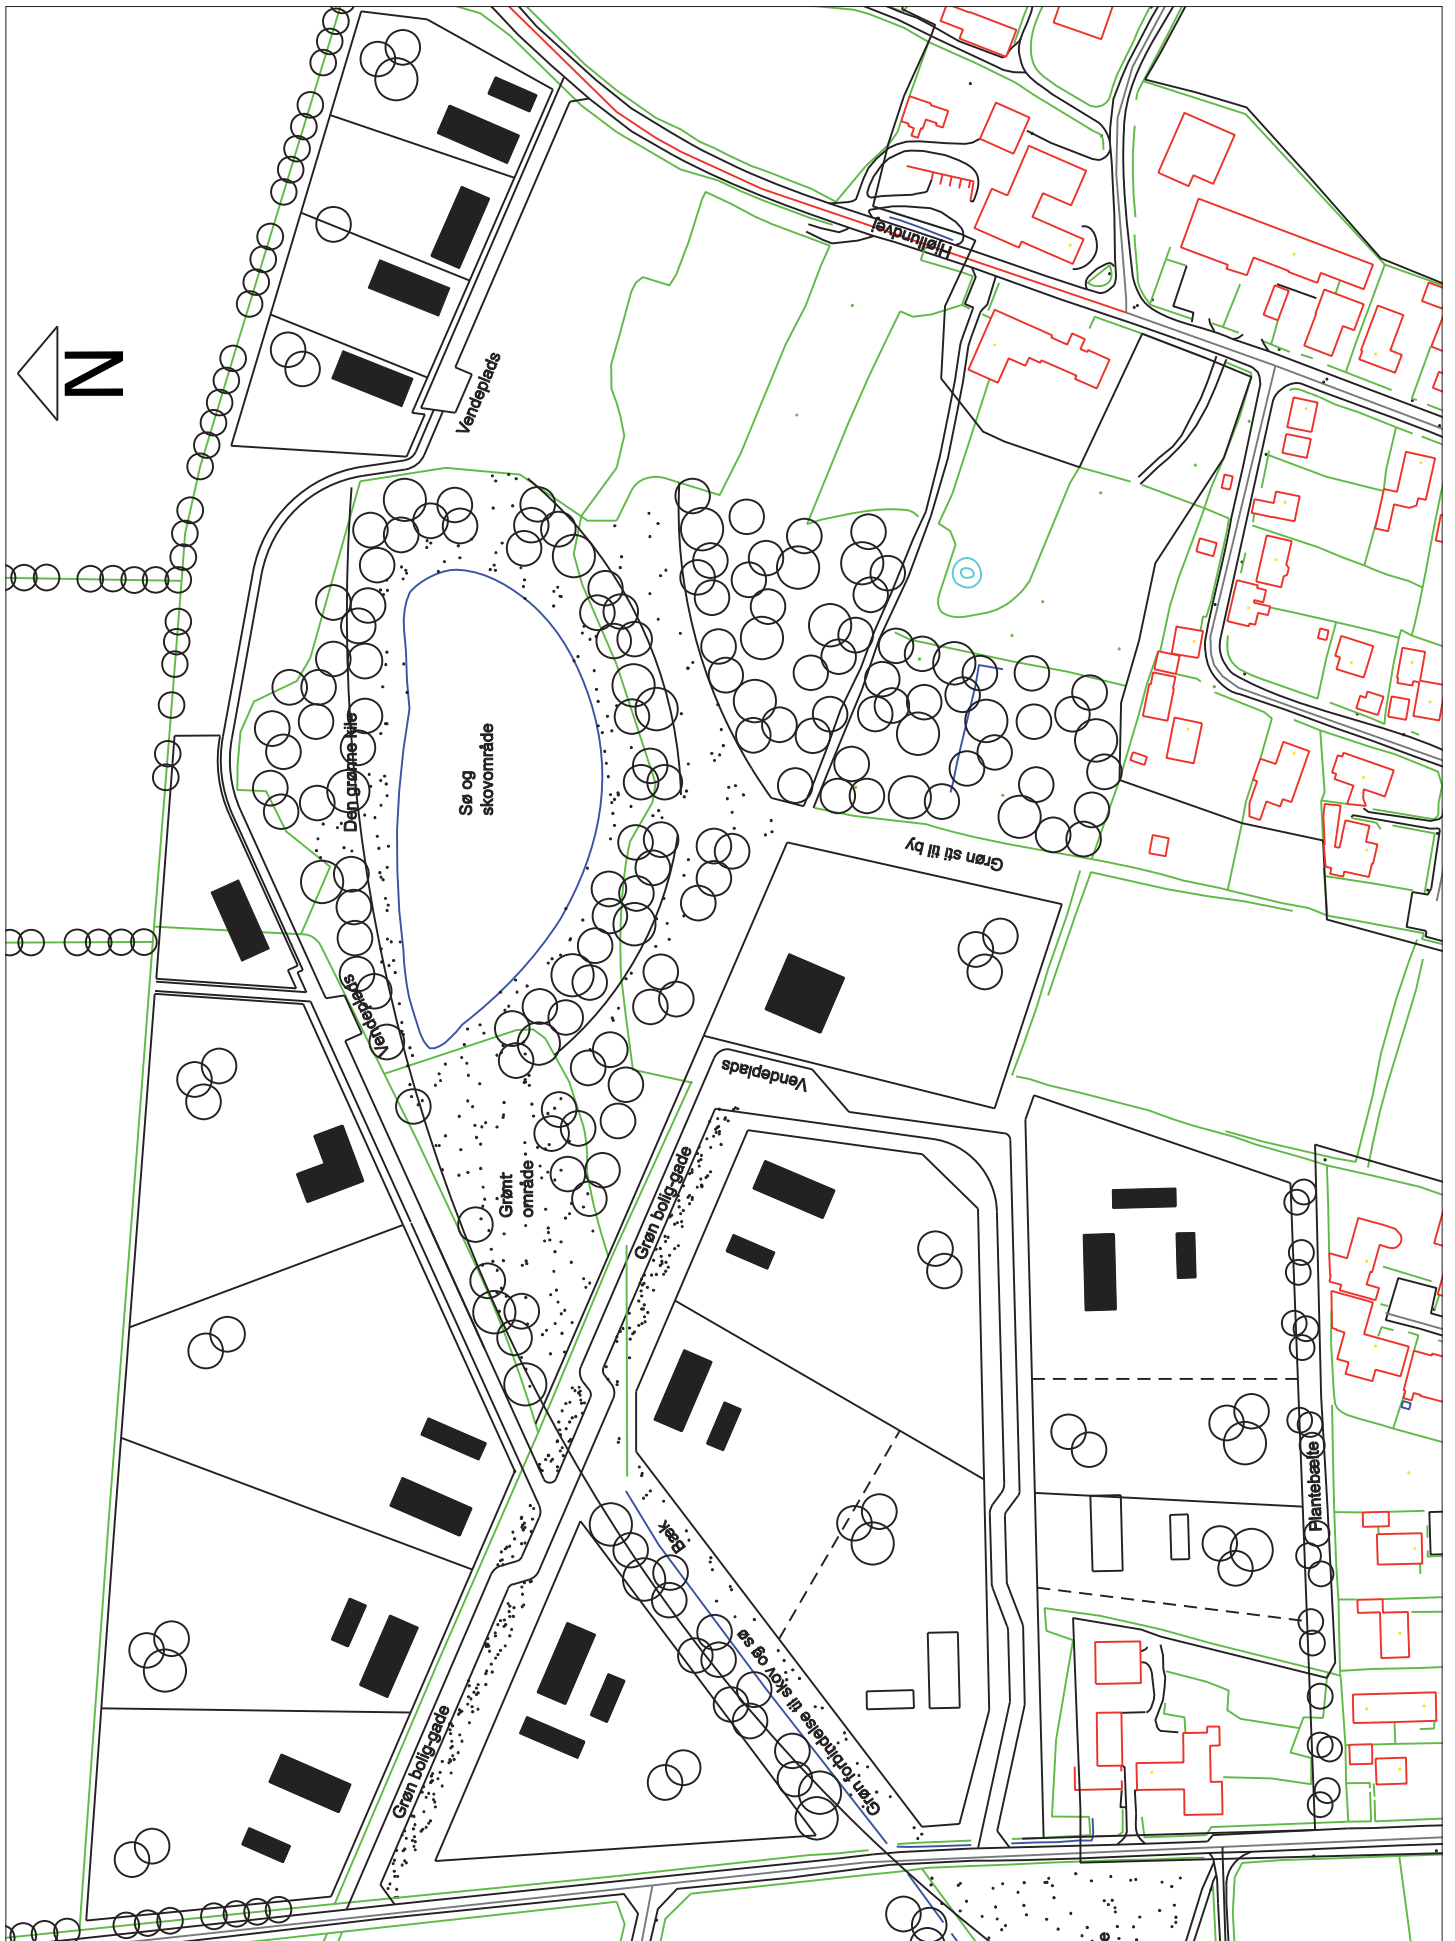 Hjøllundvej
N
Vendeplads
Den grønne kile
Sø og
skovområde
Grøn sti til by
Vendeplads
Vendeplads
Grønt
område
Grøn bolig-gade
Plantebælte
Bæk
Grøn forbindelse til skov og sø
Grøn bolig-gade
e